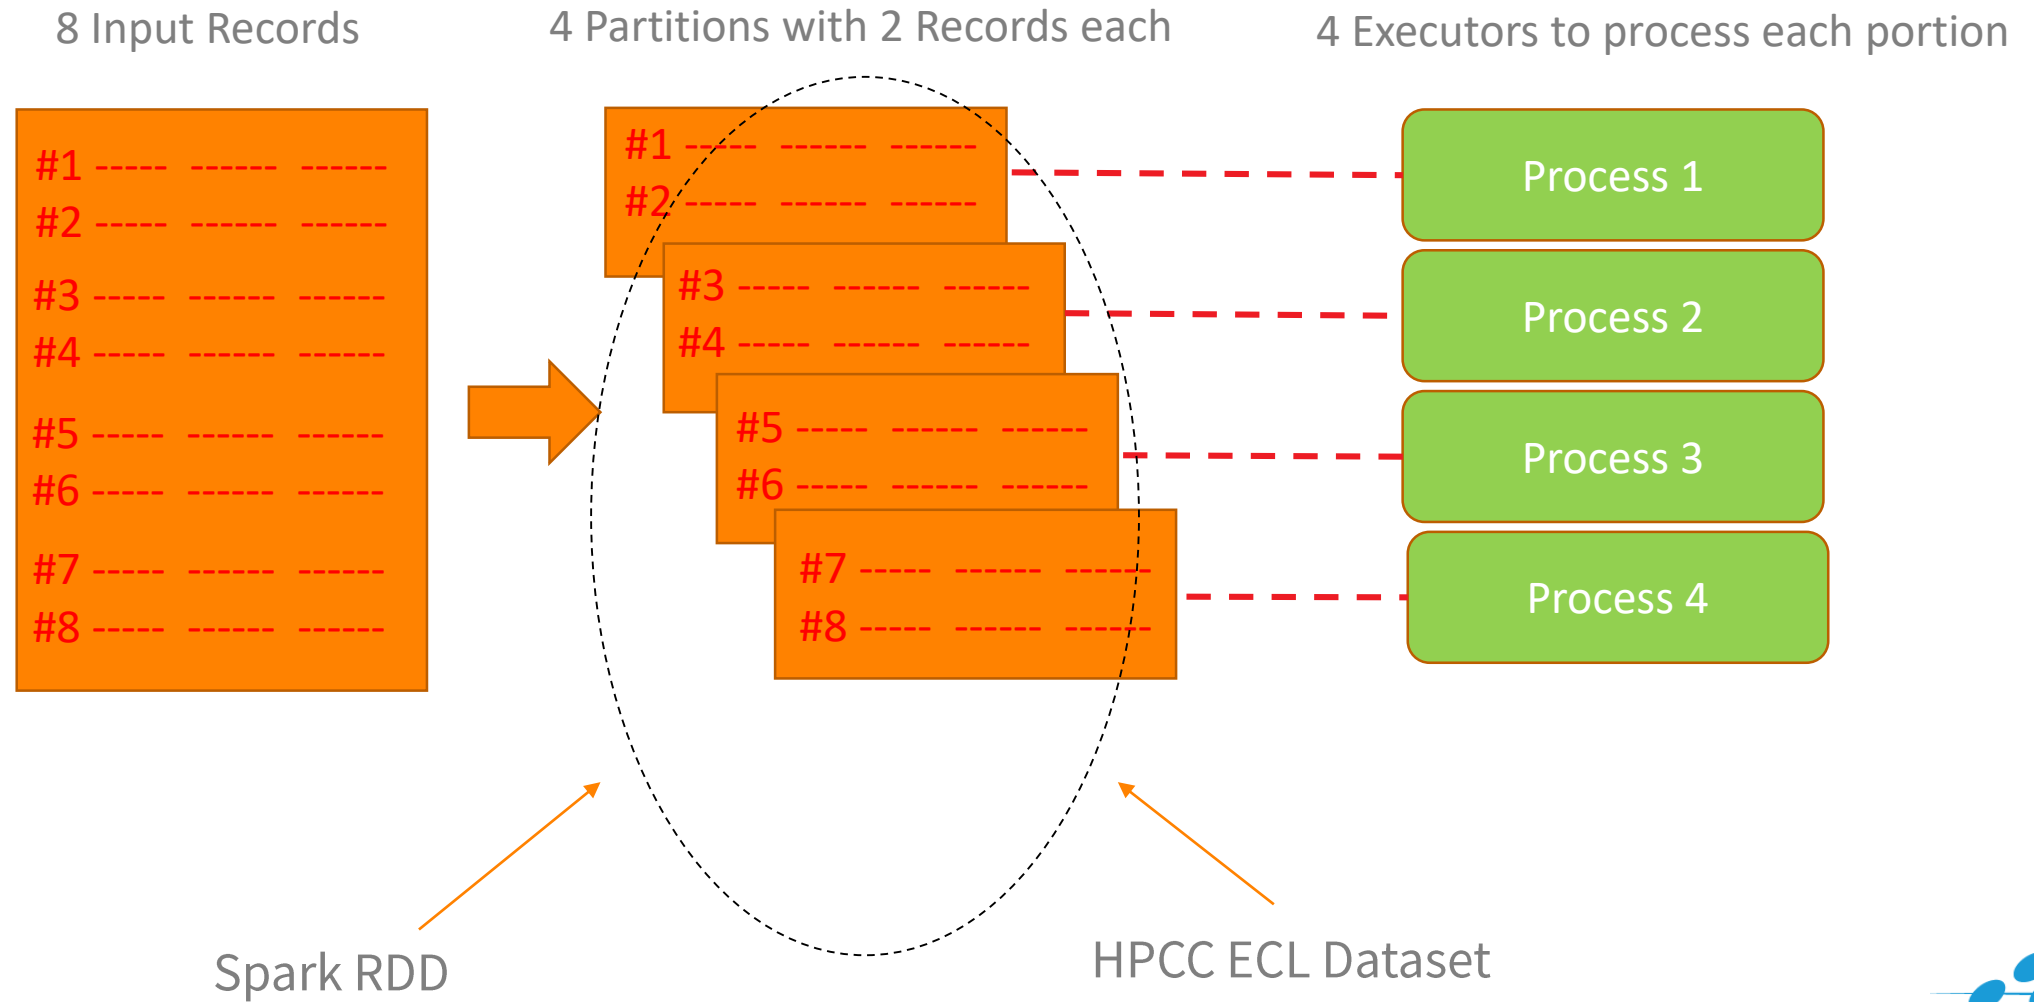 8 Input Records
4 Partitions with 2 Records each
4 Executors to process each portion
#1 ----- ------ ------
#2 ----- ------ ------
#3 ----- ------ ------
#4 ----- ------ ------
#5 ----- ------ ------
#6 ----- ------ ------
#7 ----- ------ ------
#8 ----- ------ ------
#1 ----- ------ ------
#2 ----- ------ ------
#3 ----- ------ ------
#4 ----- ------ ------
#5 ----- ------ ------
#6 ----- ------ ------
#7 ----- ------ ------
#8 ----- ------ ------
Process 1
Process 2
Process 3
Process 4
Spark RDD
HPCC ECL Dataset